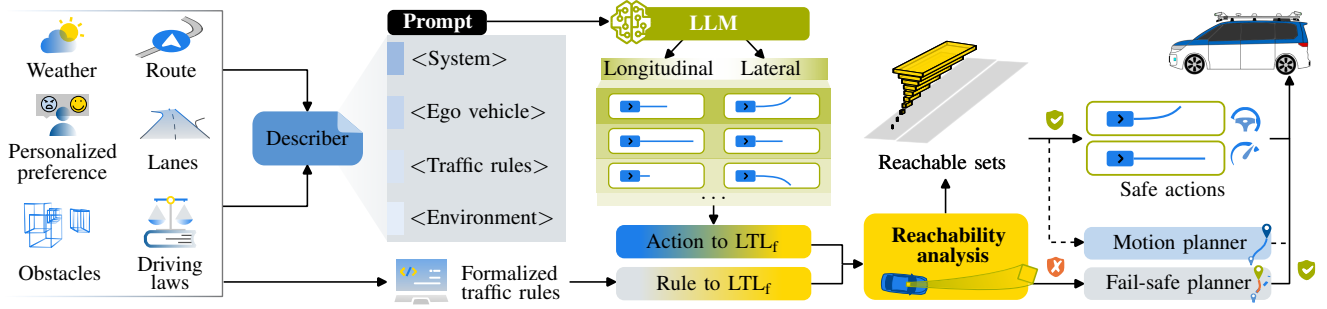 Weather
Route
Personalized
preference
Lanes
Obstacles
Driving
laws
Describer
Prompt
<System>
<Ego vehicle>
<Traffic rules>
<Environment>
Formalized
traffic rules
LLM
Longitudinal
Lateral
...
Action to LTLf
Rule to LTLf
Reachable sets
Reachability
analysis
Safe actions
Motion planner
Fail-safe planner